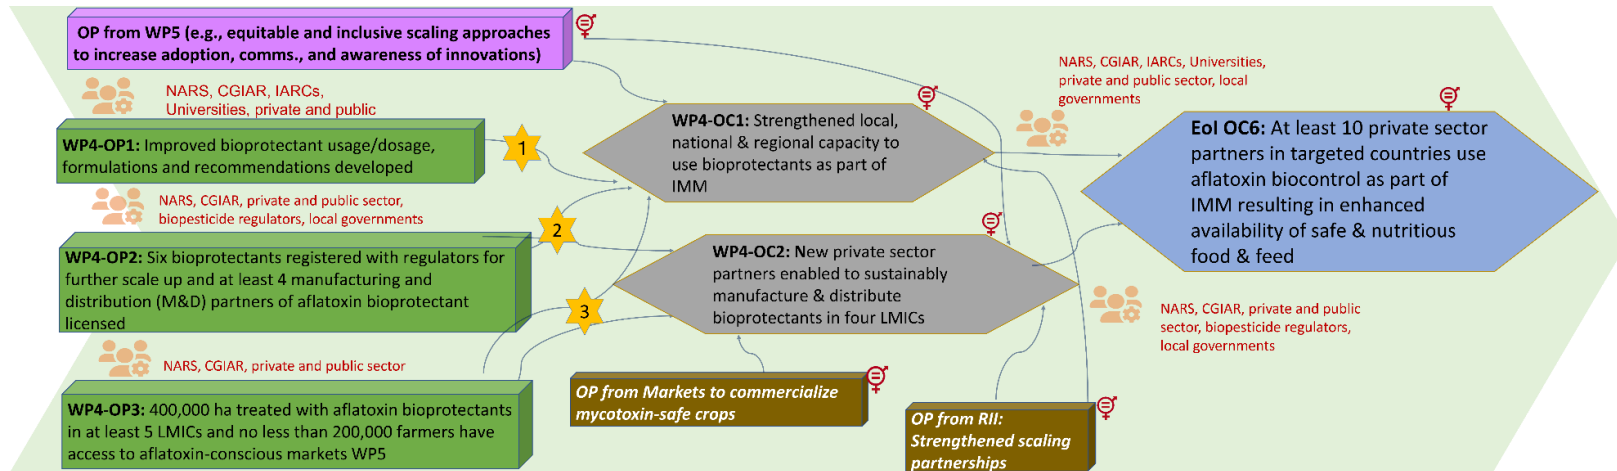 OP from WP5 (e.g., equitable and inclusive scaling approaches
to increase adoption, comms., and awareness of innovations)
NARS, CGIAR, IARCs,
Universities, private and public
WP4-OP1: Improved bioprotectant usage/dosage,
formulations and recommendations developed
1
NARS, CGIAR, private and public sector,
biopesticide regulators, local governments
WP4-OP2: Six bioprotectants registered with regulators for
further scale up and at least 4 manufacturing and
distribution (M&D) partners of aflatoxin bioprotectant
licensed
2
NARS, CGIAR, private and public sector
3
WP4-OP3: 400,000 ha treated with aflatoxin bioprotectants
in at least 5 LMICs and no less than 200,000 farmers have
access to aflatoxin-conscious markets WP5
WP4-OC1: Strengthened local,
national & regional capacity to
use bioprotectants as part of
IMM
WP4-OC2: New private sector
partners enabled to sustainably
manufacture & distribute
bioprotectants in four LMICs
OP from Markets to commercialize
mycotoxin-safe crops
OP from RII:
Strengthened scaling
partnerships
NARS, CGIAR, IARCs, Universities,
private and public sector, local
governments
EoI OC6: At least 10 private sector
partners in targeted countries use
aflatoxin biocontrol as part of
IMM resulting in enhanced
availability of safe & nutritious
food & feed
NARS, CGIAR, private and public
sector, biopesticide regulators,
local governments